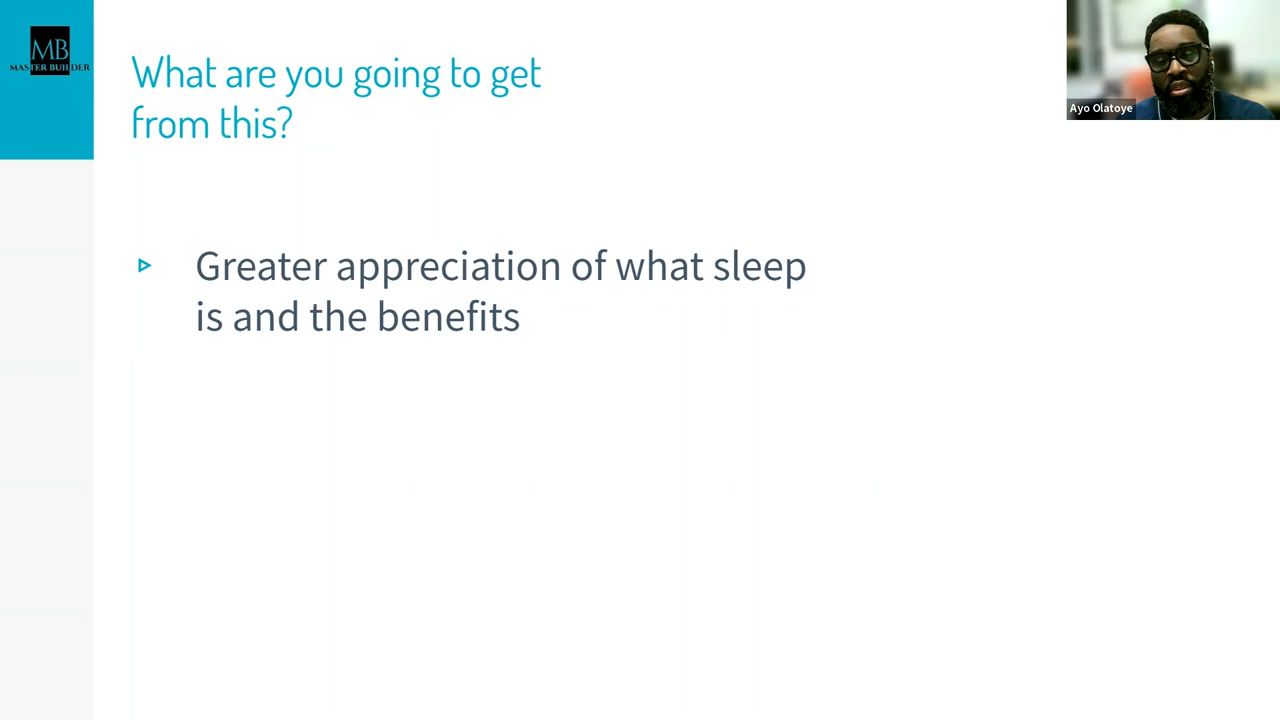 MB
MASTER BUILDER
What are you going to get
from this?
Ayo Olatoye
Greater appreciation of what sleep
is and the benefits